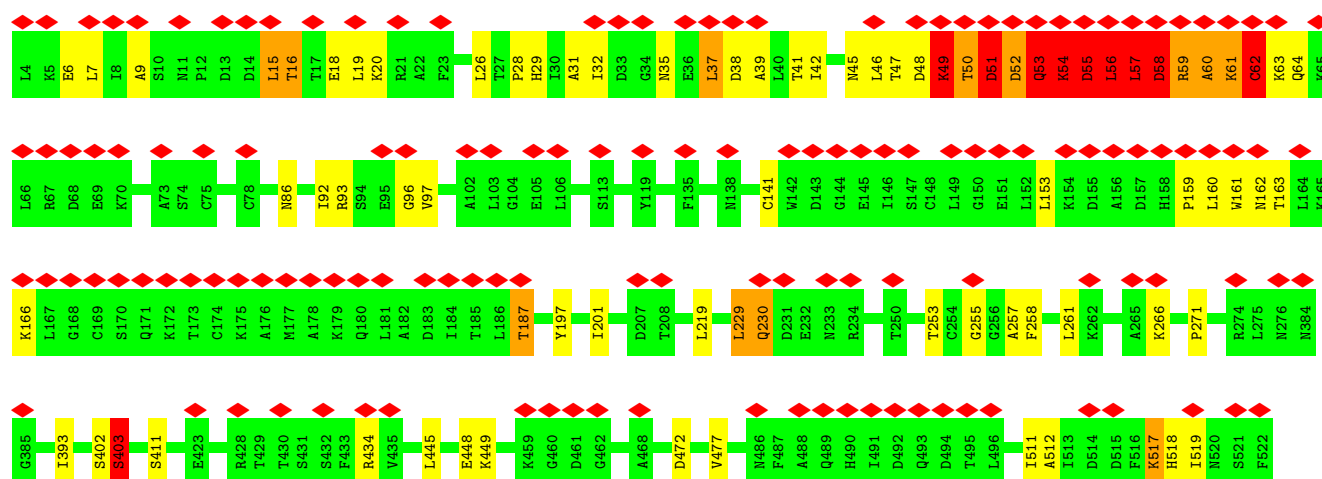 L4 K5 E6 L7 I8 A9 S10 N11 P12 D13 D14 L15 T16 T17 E18 L19 K20 R21 A22 F23 L26 T27 P28 H29 I30 A31 I32 D33 G34 N35 E36 L37 D38 A39 L40 T41 I42 N45 L46 T47 D48 K49 T50 D51 D52 Q53 K54 D55 L56 L57 D58 R59 A60 K61 C62 K63 Q64 K65
L66 R67 D68 E69 K70 A73 S74 C75 C78 N86 I92 R93 S94 E95 G96 V97 A102 L103 G104 E105 L106 S113 Y119 F135 N138 C141 W142 D143 G144 E145 I146 S147 C148 L149 G150 E151 L152 L153 K154 D155 A156 D157 H158 P159 L160 W161 N162 T163 L164 K165
K166 L167 G168 C169 S170 Q171 K172 T173 C174 K175 A176 M177 A178 K179 Q180 L181 A182 D183 I184 T185 L186 T187 Y197 I201 D207 T208 L219 L229 Q230 D231 E232 N233 R234 T250 T253 C254 G255 G256 A257 F258 L261 K262 A265 K266 P271 R274 L275 N276 N384
G385 I393 S402 S403 S411 E423 R428 T429 T430 S431 S432 F433 R434 V435 L445 E448 K449 K459 G460 D461 G462 A468 D472 V477 N486 F487 A488 Q489 H490 I491 D492 Q493 D494 T495 L496 I511 A512 I513 D514 D515 F516 K517 H518 I519 N520 S521 F522